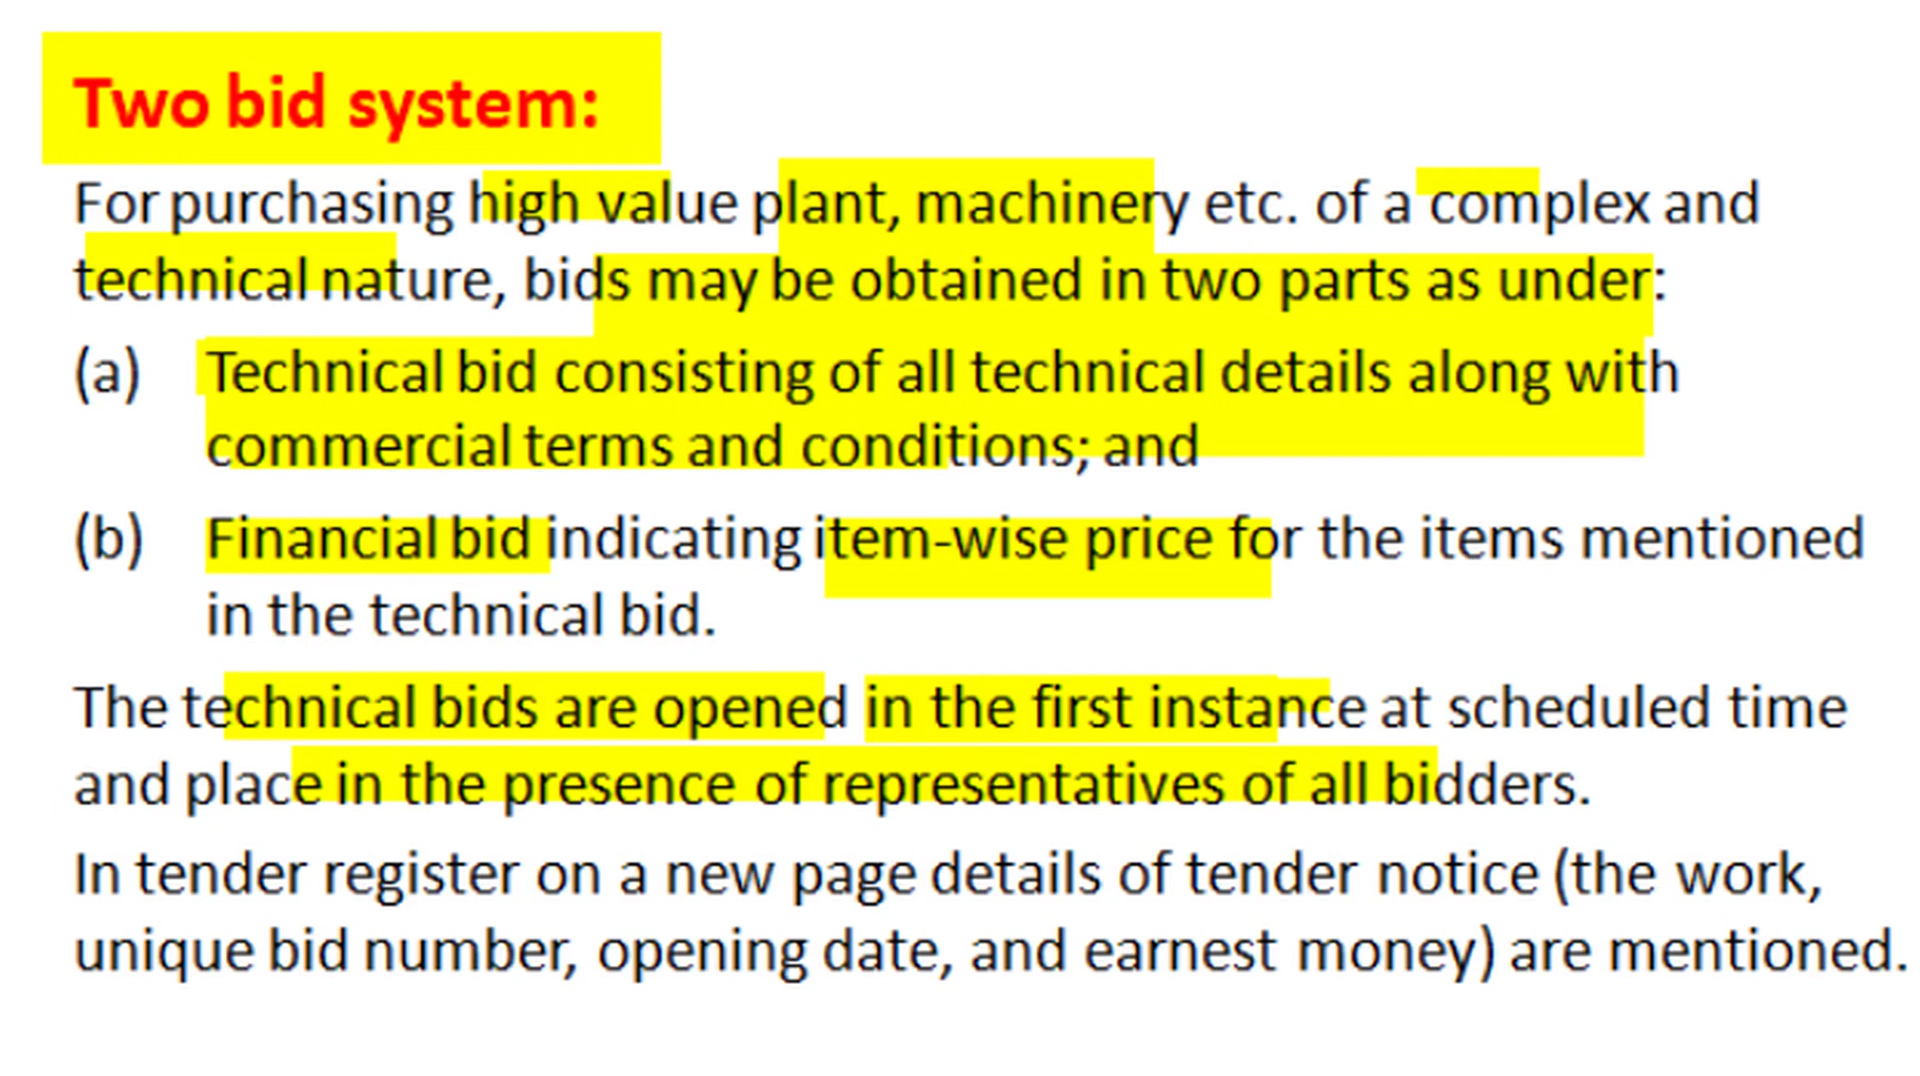 Two bid system:
For purchasing high value plant, machinery etc. of a complex and
technical nature, bids may be obtained in two parts as under:
(a) Technical bid consisting of all technical details along with
commercial terms and conditions; and
(b) Financial bid indicating item-wise price for the items mentioned
in the technical bid.
The technical bids are opened in the first instance at scheduled time
and place in the presence of representatives of all bidders.
In tender register on a new page details of tender notice (the work,
unique bid number, opening date, and earnest money) are mentioned.